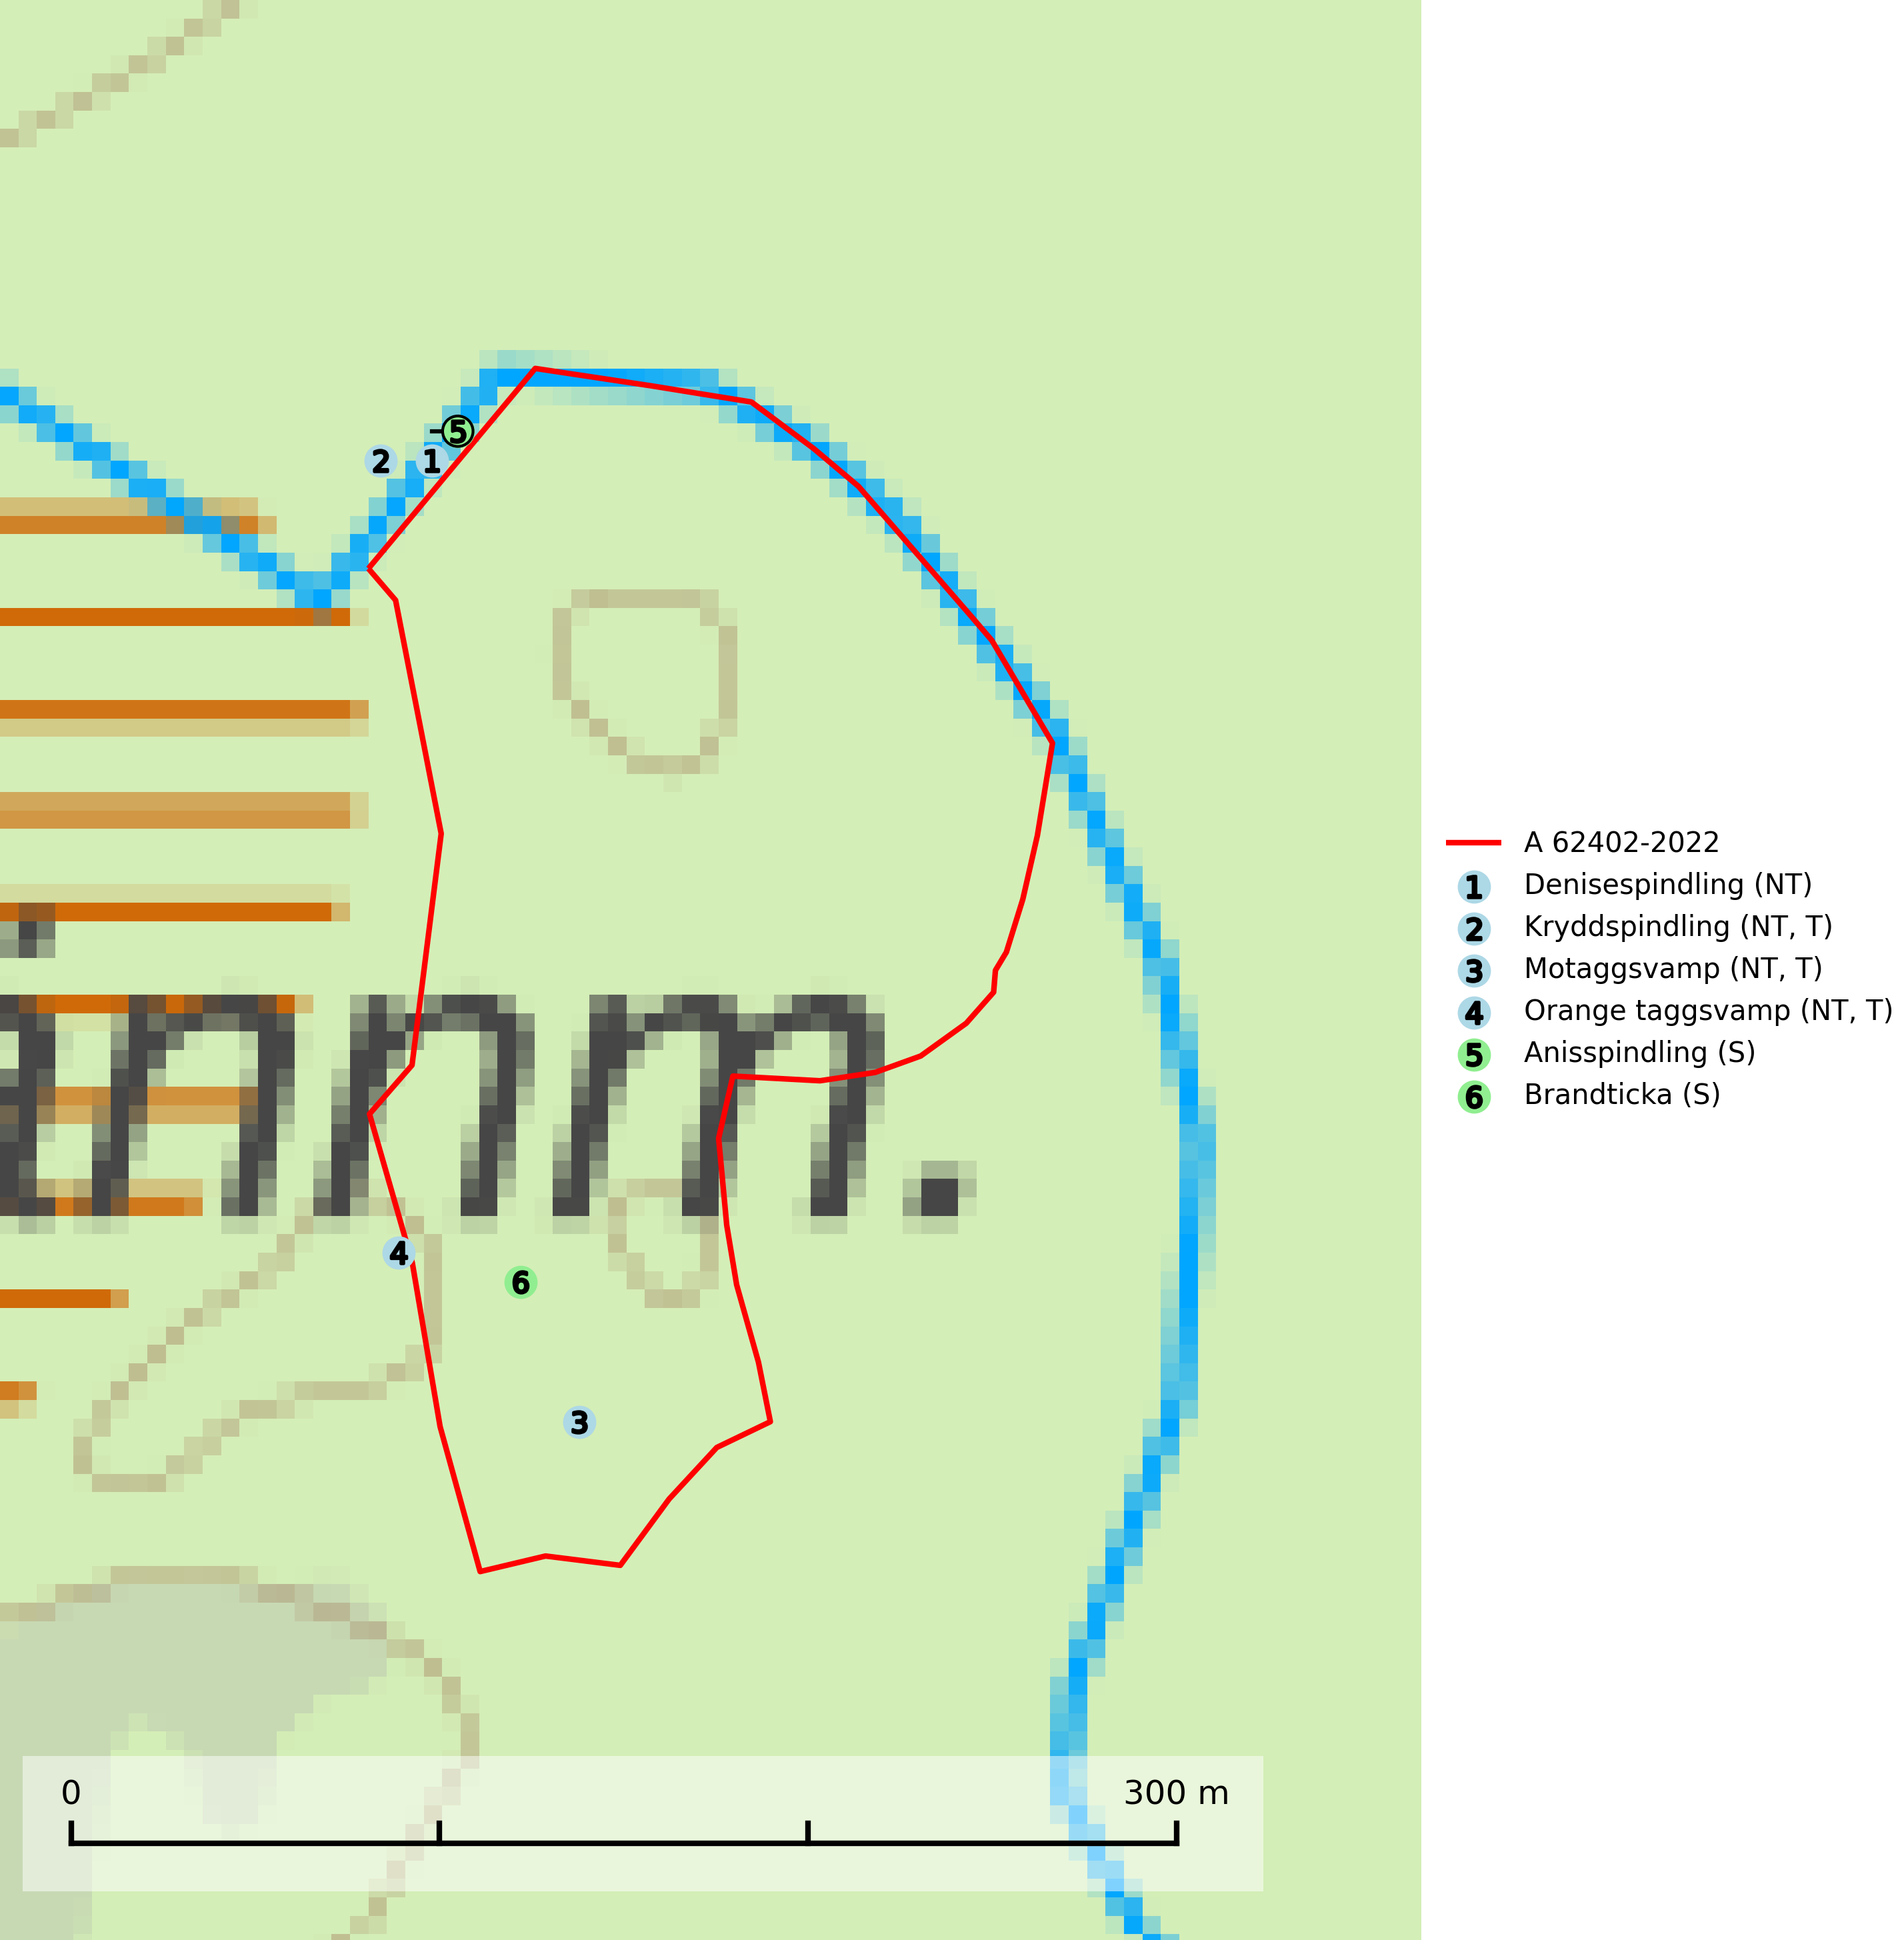 5
2 1
4
6
3
0 300 m
A 62402-2022
1 Denisespindling (NT)
2 Kryddspindling (NT, T)
3 Motaggsvamp (NT, T)
4 Orange taggsvamp (NT, T)
5 Anisspindling (S)
6 Brandticka (S)